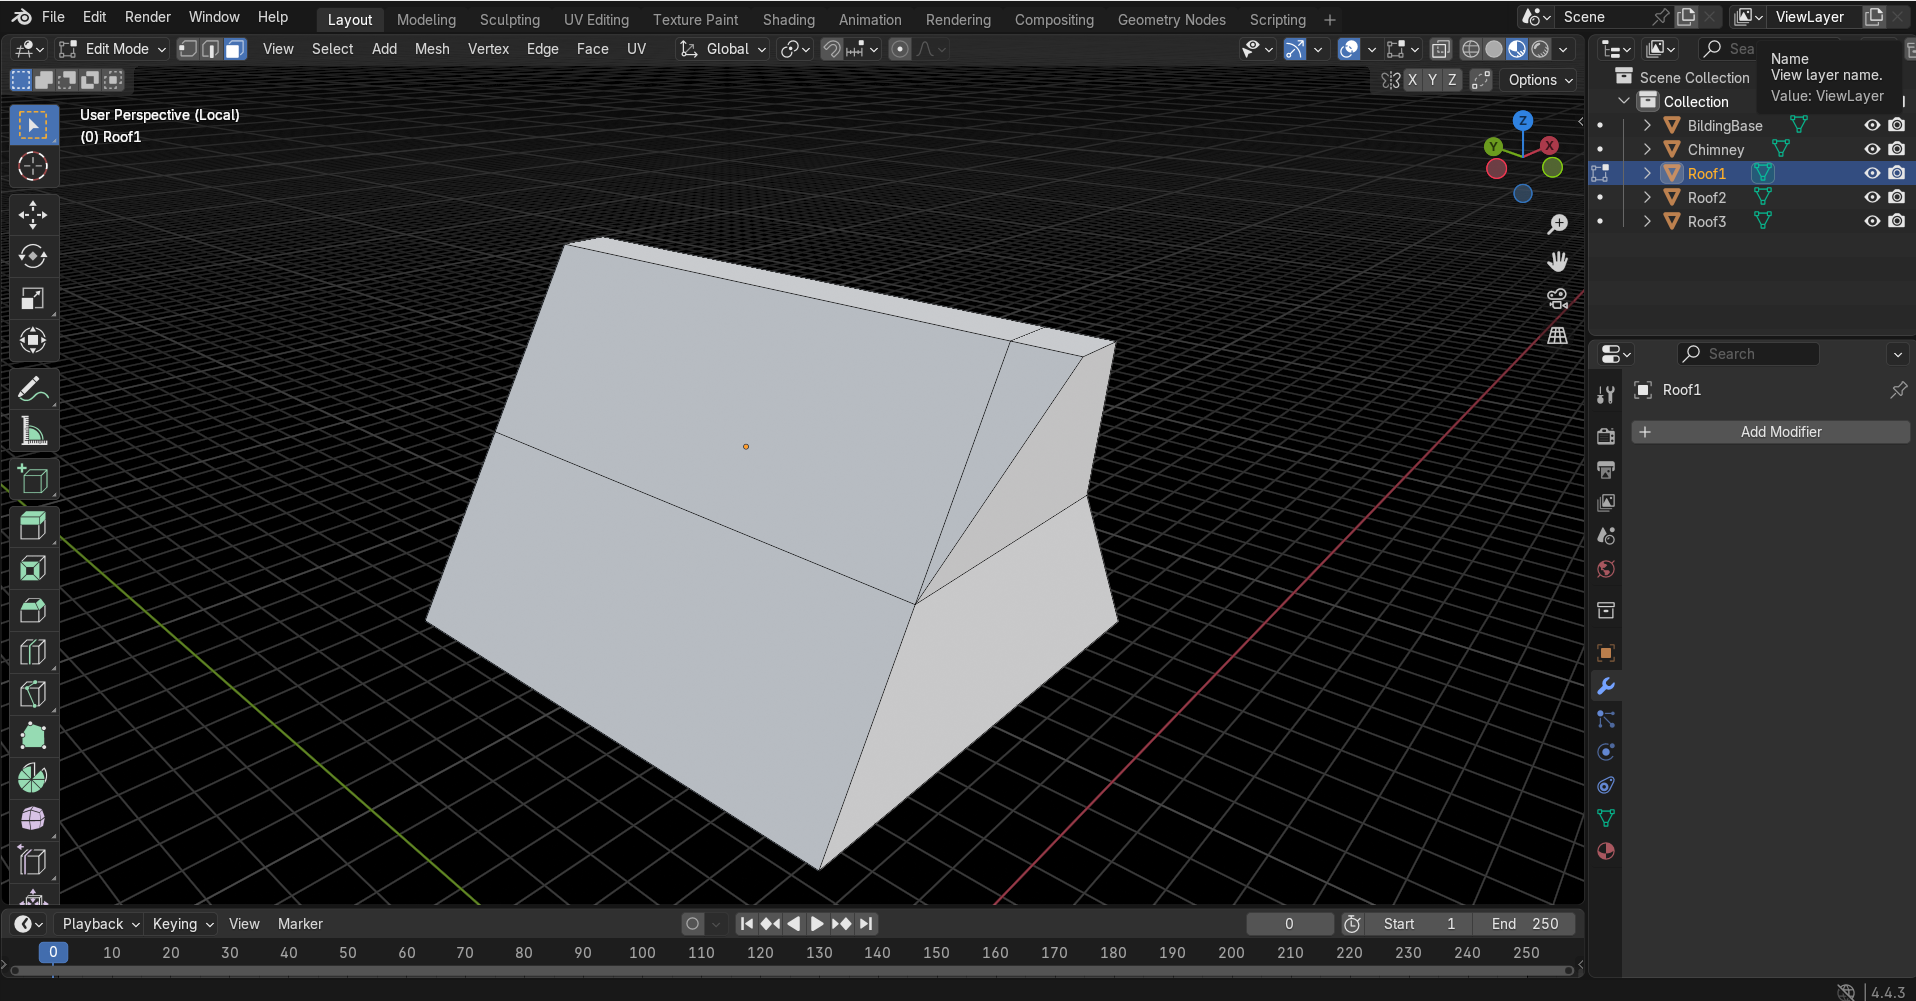 File Edit Render Window Help Layout Modeling Sculpting UV Editing Texture Paint Shading Animation Rendering Compositing Geometry Nodes Scripting + Scene ViewLayer
Edit Mode View Select Add Mesh Vertex Edge Face UV Global Sea
X Y Z Options
User Perspective (Local)
(0) Roof1
Z
Y
X
Name
View layer name.
Value: ViewLayer
Scene Collection
Collection
BildingBase
Chimney
Roof1
Roof2
Roof3
Search
Roof1
+ Add Modifier
Playback Keying View Marker 0 Start 1 End 250
0 10 20 30 40 50 60 70 80 90 100 110 120 130 140 150 160 170 180 190 200 210 220 230 240 250
4.4.3